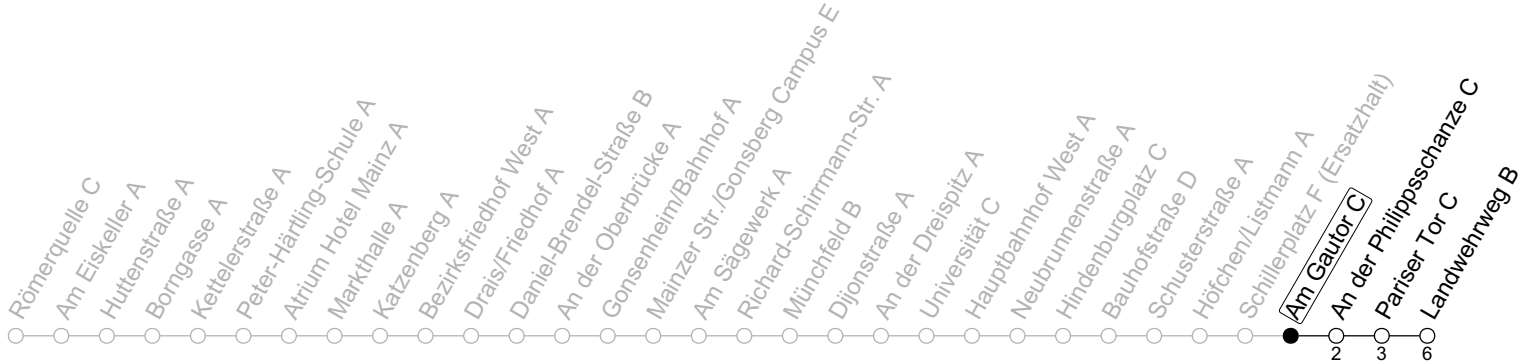 Römerquelle C
Am Eiskeller A
Huttenstraße A
Borngasse A
Kettelerstraße A
Peter-Härtling-Schule A
Atrium Hotel Mainz A
Markthalle A
Katzenberg A
Bezirksfriedhof West A
Drais/Friedhof A
Daniel-Brendel-Straße B
An der Oberbrücke A
Gonsenheim/Bahnhof A
Mainzer Str./Gonsberg Campus E
Am Sägewerk A
Richard-Schirrmann-Str. A
Münchfeld B
Dijonstraße A
An der Dreispitz A
Universität C
Hauptbahnhof West A
Neubrunnenstraße A
Hindenburgplatz C
Bauhofstraße D
Schusterstraße A
Höfchen/Listmann A
Schillerplatz F (Ersatzhalt)
Am Gautor C
An der Philippsschanze C
Pariser Tor C
Landwehrweg B
2
3
6